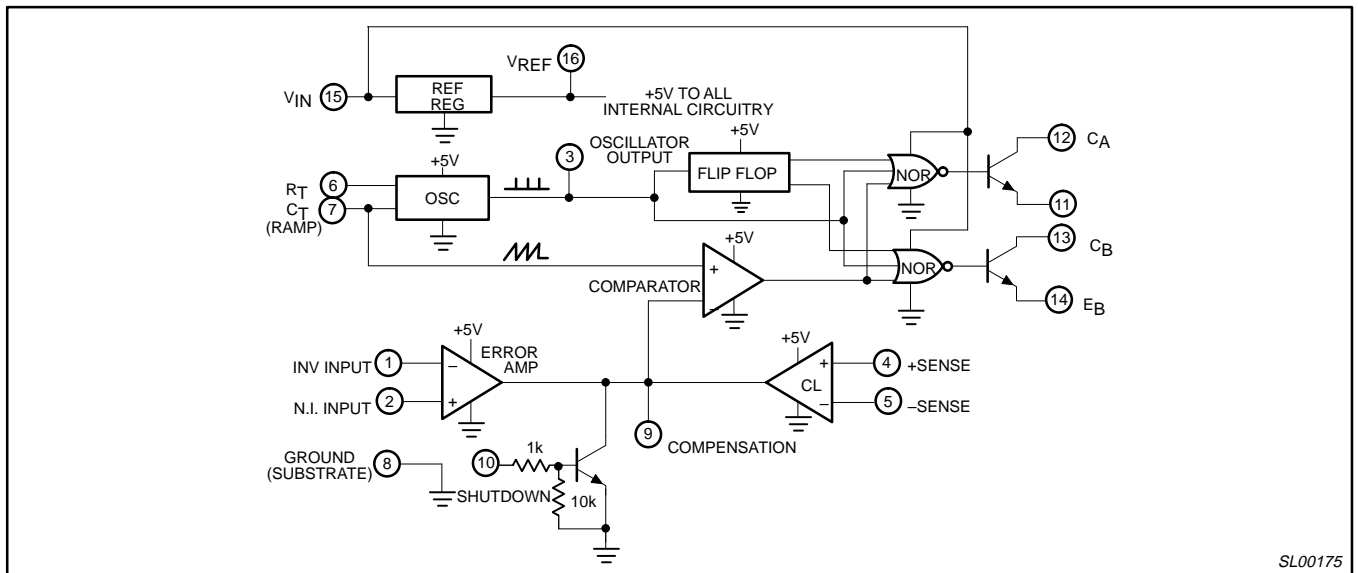 VREF
16
VIN
15
REF
REG
+5V TO ALL
INTERNAL CIRCUITRY
12
CA
+5V
OSCILLATOR
OUTPUT
3
+5V
FLIP FLOP
NOR
11
RT
6
OSC
CT
7
(RAMP)
13
CB
+5V
+
COMPARATOR
–
NOR
14
EB
+5V
ERROR
AMP
INV INPUT
1
–
N.I. INPUT
2
+
+5V
+
CL
–
4
+SENSE
5
–SENSE
9
COMPENSATION
GROUND
(SUBSTRATE)
8
10
1k
SHUTDOWN
10k
SL00175